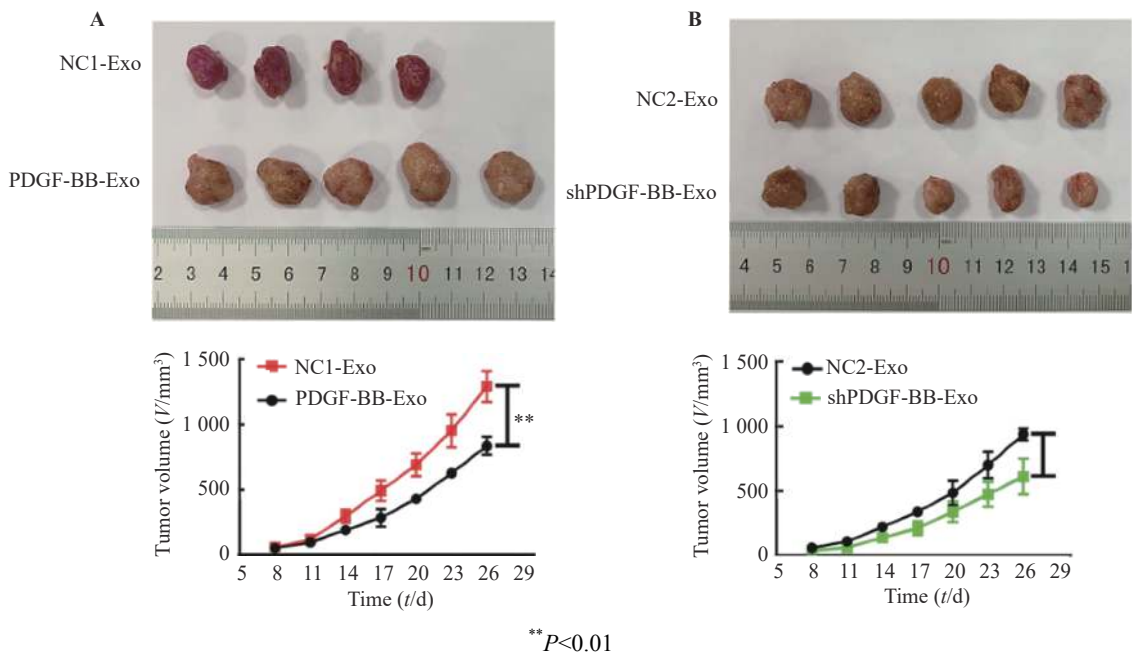 A
NC1-Exo
PDGF-BB-Exo
2 3 4 5 6 7 8 9 10 11 12 13 14
B
NC2-Exo
shPDGF-BB-Exo
4 5 6 7 8 9 10 11 12 13 14 15 1
Tumor volume (V/mm³)
1 500
1 000
500
0
NC1-Exo
PDGF-BB-Exo
**
5 8 11 14 17 20 23 26 29
Time (t/d)
Tumor volume (V/mm³)
1 500
1 000
500
0
NC2-Exo
shPDGF-BB-Exo
5 8 11 14 17 20 23 26 29
Time (t/d)
**P<0.01